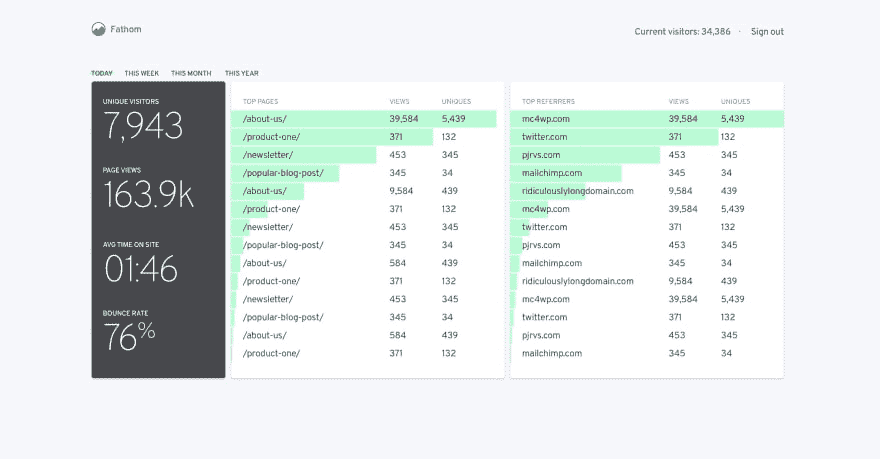 Fathom
Current visitors: 34,386 · Sign out
TODAY THIS WEEK THIS MONTH THIS YEAR
UNIQUE VISITORS
7,943
PAGE VIEWS
163.9k
AVG TIME ON SITE
01:46
BOUNCE RATE
76%
TOP PAGES VIEWS UNIQUES
/about-us/ 39,584 5,439
/product-one/ 371 132
/newsletter/ 453 345
/popular-blog-post/ 345 34
/about-us/ 9,584 439
/product-one/ 371 132
/newsletter/ 453 345
/popular-blog-post/ 345 34
/about-us/ 584 439
/product-one/ 371 132
/newsletter/ 453 345
/popular-blog-post/ 345 34
/about-us/ 584 439
/product-one/ 371 132
TOP REFERRERS VIEWS UNIQUES
mc4wp.com 39,584 5,439
twitter.com 371 132
pjrvs.com 453 345
mailchimp.com 345 34
ridiculouslylongdomain.com 9,584 439
mc4wp.com 39,584 5,439
twitter.com 371 132
pjrvs.com 453 345
mailchimp.com 345 34
ridiculouslylongdomain.com 9,584 439
mc4wp.com 39,584 5,439
twitter.com 371 132
pjrvs.com 453 345
mailchimp.com 345 34